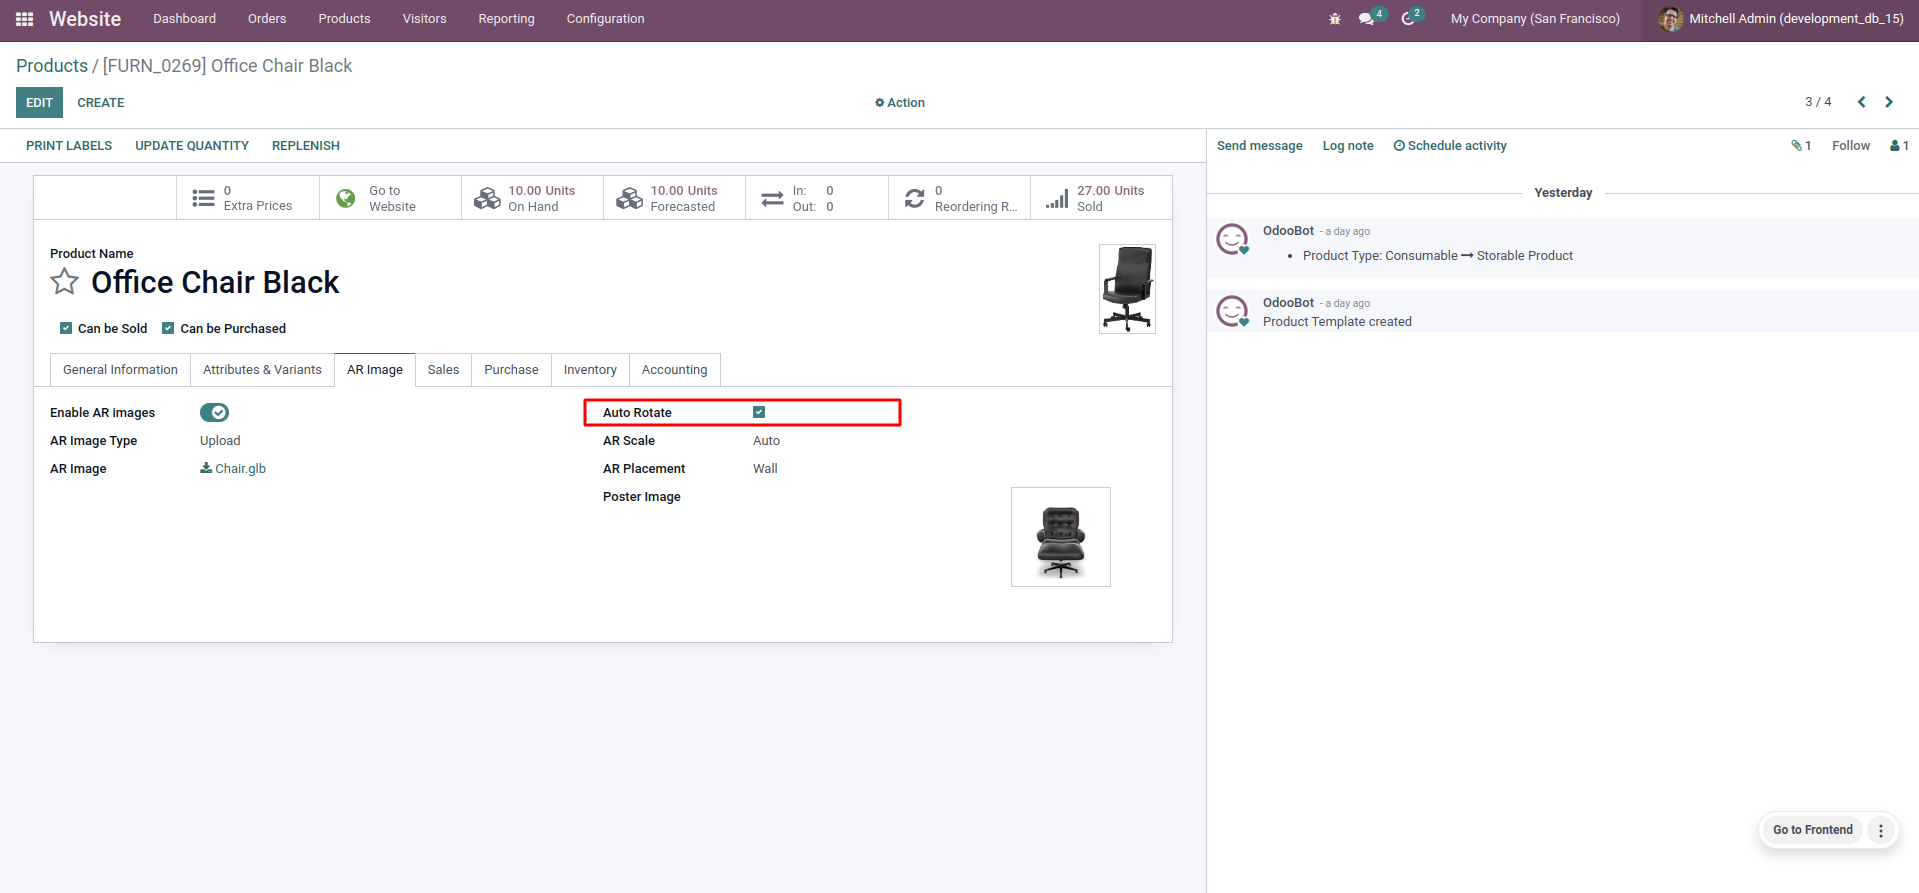 Website Dashboard Orders Products Visitors Reporting Configuration 4 2 My Company (San Francisco) Mitchell Admin (development_db_15)
Products / [FURN_0269] Office Chair Black
EDIT CREATE Action 3 / 4
PRINT LABELS UPDATE QUANTITY REPLENISH
0
Extra Prices
Go to
Website
10.00 Units
On Hand
10.00 Units
Forecasted
In: 0
Out: 0
0
Reordering R...
27.00 Units
Sold
Product Name
Office Chair Black
Can be Sold Can be Purchased
General Information Attributes & Variants AR Image Sales Purchase Inventory Accounting
Enable AR images
AR Image Type Upload
AR Image Chair.glb
Auto Rotate
AR Scale Auto
AR Placement Wall
Poster Image
Send message Log note Schedule activity 1 Follow 1
Yesterday
OdooBot - a day ago
Product Type: Consumable → Storable Product
OdooBot - a day ago
Product Template created
Go to Frontend